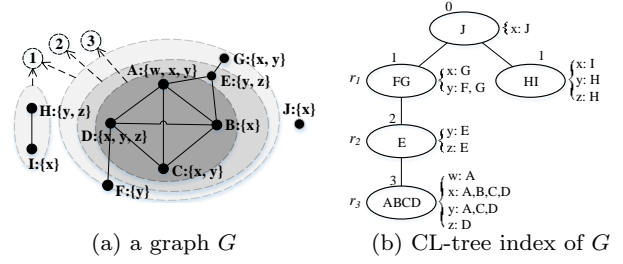 1
2
3
G:{x, y}
A:{w, x, y}
E:{y, z}
H:{y, z}
D:{x, y, z}
B:{x}
J:{x}
I:{x}
C:{x, y}
F:{y}
(a) a graph G
0
J
x: J
1
r1
FG
x: G
y: F, G
1
HI
x: I
y: H
z: H
2
r2
E
y: E
z: E
3
r3
ABCD
w: A
x: A,B,C,D
y: A,C,D
z: D
(b) CL-tree index of G